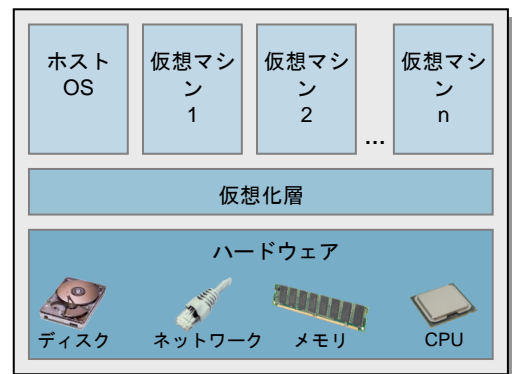 ホスト
OS
仮想マシ
ン
1
仮想マシ
ン
2
...
仮想マシ
ン
n
仮想化層
ハードウェア
ディスク
ネットワーク
メモリ
CPU